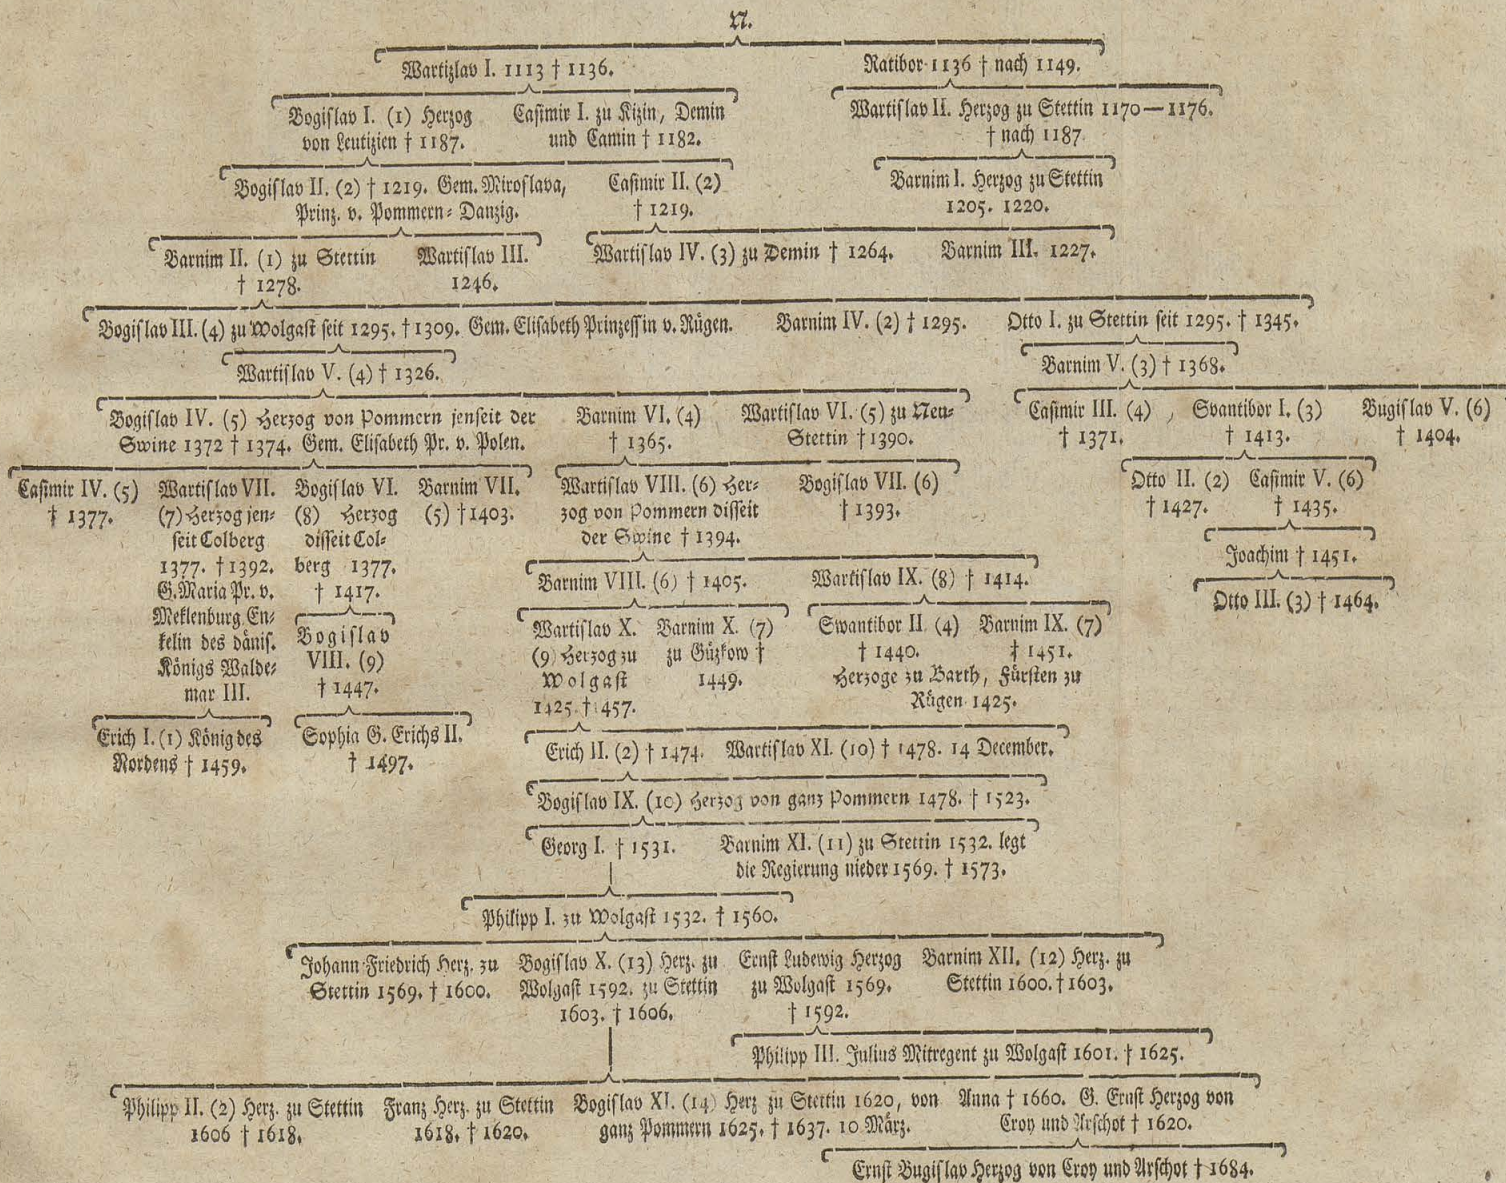 N.
Wartizlav I. 1113 † 1136.
Ratibor 1136 † nach 1149.
Bogislav I. (1) Herzog
von Leutizien † 1187.
Casimir I. zu Kizin, Demin
und Camin † 1182.
Wartislav II. Herzog zu Stettin 1170—1176.
† nach 1187
Bogislav II. (2) † 1219. Gem. Miroslava,
Prinz. v. Pommern-Danzig.
Casimir II. (2)
† 1219.
Barnim I. Herzog zu Stettin
1205. 1220.
Barnim II. (1) zu Stettin
† 1278.
Wartislav III.
1246.
Wartislav IV. (3) zu Demin † 1264.
Barnim III. 1227.
Bogislav III. (4) zu Wolgast seit 1295. † 1309. Gem. Elisabeth Prinzessin v. Rügen.
Barnim IV. (2) † 1295.
Otto I. zu Stettin seit 1295. † 1345.
Wartislav V. (4) † 1326.
Barnim V. (3) † 1368.
Bogislav IV. (5) Herzog von Pommern jenseit der
Swine 1372 † 1374. Gem. Elisabeth Pr. v. Polen.
Barnim VI. (4)
† 1365.
Wartislav VI. (5) zu Neu-
Stettin † 1390.
Casimir III. (4)
† 1371.
Svantibor I. (3)
† 1413.
Bugislav V. (6)
† 1404.
Casimir IV. (5)
† 1377.
Wartislav VII.
(7) Herzog jen-
seit Colberg
1377. † 1392.
G. Maria Pr. v.
Meklenburg En-
kelin des dänis.
Königs Walde-
mar III.
Bogislav VI.
(8) Herzog
disseit Col-
berg 1377.
† 1417.
Barnim VII.
(5) † 1403.
Wartislav VIII. (6) Her-
zog von Pommern disseit
der Swine † 1394.
Bogislav VII. (6)
† 1393.
Otto II. (2)
† 1427.
Casimir V. (6)
† 1435.
Joachim † 1451.
Otto III. (3) † 1464.
Barnim VIII. (6) † 1405.
Wartislav IX. (8) † 1414.
Bogislav
VIII. (9)
† 1447.
Wartislav X.
(9) Herzog zu
Wolgast
1425 † 457.
Barnim X. (7)
zu Gützkow †
1449.
Swantibor II. (4)
† 1440.
Barnim IX. (7)
† 1451.
Herzoge zu Barth, Fürsten zu
Rügen 1425.
Erich I. (1) König des
Nordens † 1459.
Sophia G. Erichs II.
† 1497.
Erich II. (2) † 1474.
Wartislav XI. (10) † 1478. 14 December.
Bogislav IX. (10) Herzog von ganz Pommern 1478. † 1523.
Georg I. † 1531.
Barnim XI. (11) zu Stettin 1532. legt
die Regierung nieder 1569. † 1573.
Philipp I. zu Wolgast 1532. † 1560.
Johann Friedrich Herz. zu
Stettin 1569. † 1600.
Bogislav X. (13) Herz. zu
Wolgast 1592. zu Stettin
1603. † 1606.
Ernst Ludewig Herzog
zu Wolgast 1569.
† 1592.
Barnim XII. (12) Herz. zu
Stettin 1600. † 1603.
Philipp III. Julius Mitregent zu Wolgast 1601. † 1625.
Philipp II. (2) Herz. zu Stettin
1606 † 1618.
Franz Herz. zu Stettin
1618. † 1620.
Bogislav XI. (14) Herz zu Stettin 1620, von
ganz Pommern 1625. † 1637. 10 März.
Anna † 1660. G. Ernst Herzog von
Croy und Arschot † 1620.
Ernst Bugislav Herzog von Croy und Arschot † 1684.